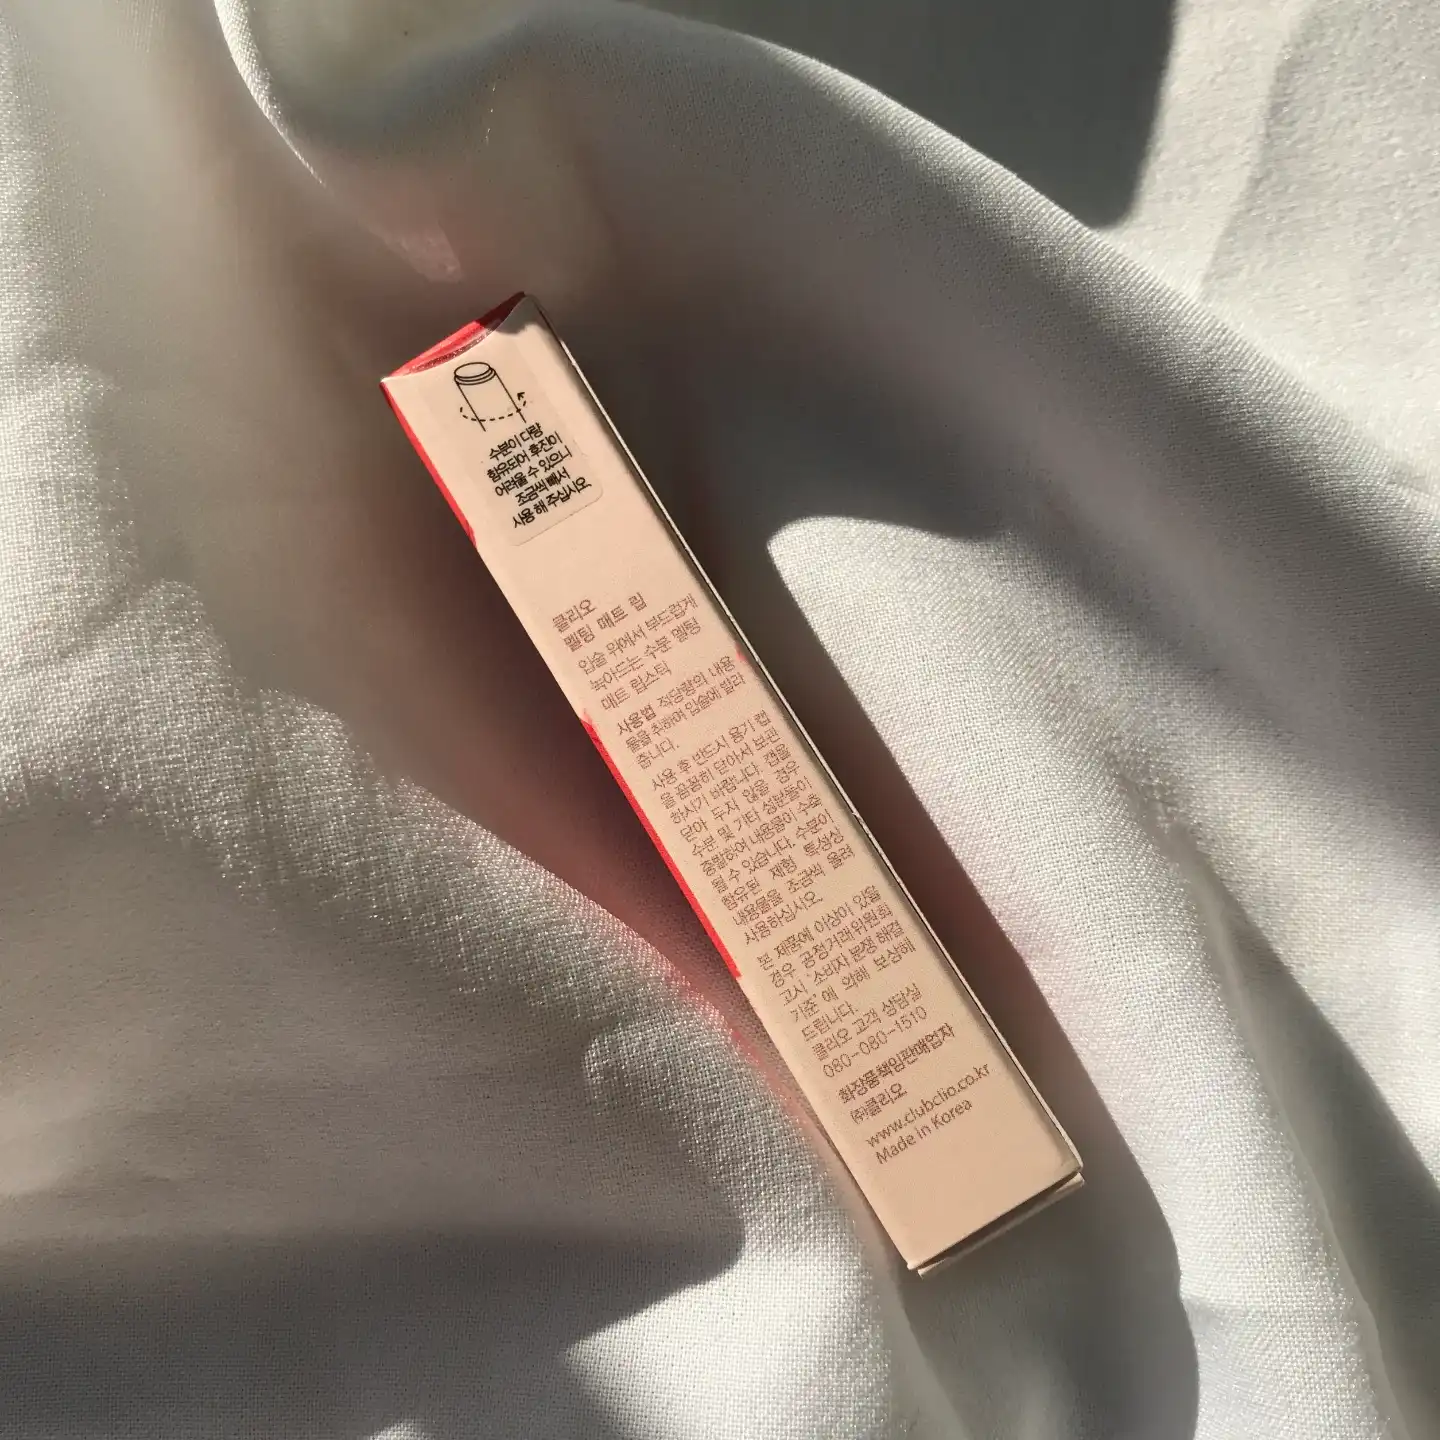 수분이 다량
함유되어 후진이
어려울 수 있으니
조금씩 빼서
사용 해 주십시오
클리오
멜팅 매트 립
입술 위에서 부드럽게
녹아드는 수분 멜팅
매트 립스틱
사용법 적당량의 내용
물을 취하여 입술에 발라
줍니다.
사용 후 반드시 용기 캡
을 꼼꼼히 닫아서 보관
하시기 바랍니다. 캡을
닫아 두지 않을 경우
수분 및 기타 성분들이
증발하여 내용물이 수축
될 수 있습니다. 수분이
함유된 제형 특성상
내용물을 조금씩 올려
사용하십시오.
본 제품에 이상이 있을
경우 공정거래위원회
고시 소비자 분쟁 해결
기준 에 의해 보상해
드립니다.
클리오 고객 상담실
080-080-1510
화장품책임판매업자
㈜클리오
www.clubclio.co.kr
Made in Korea